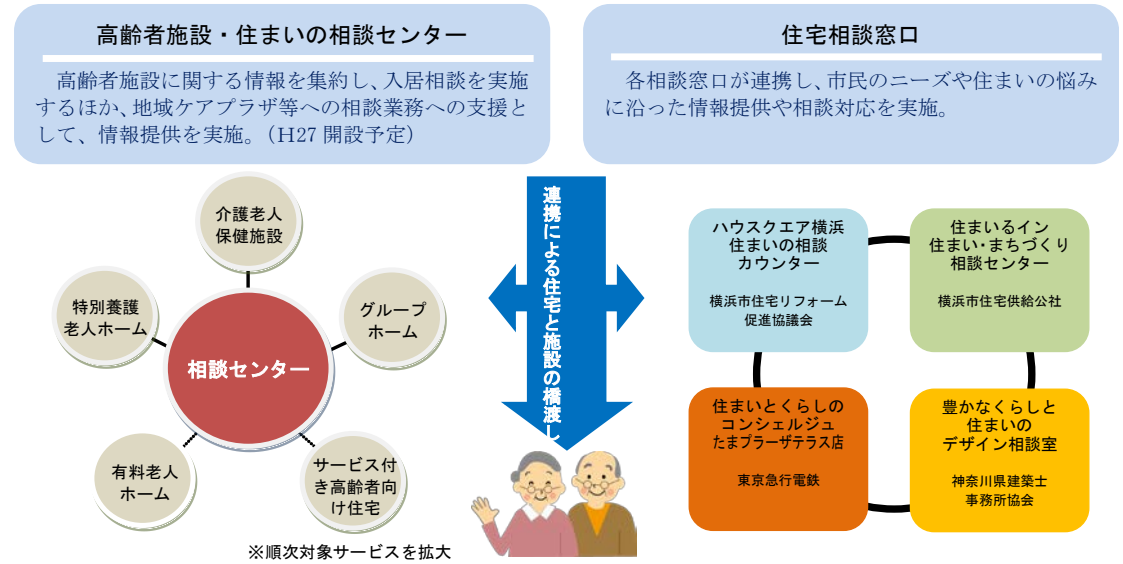 高齢者施設・住まいの相談センター
高齢者施設に関する情報を集約し、入居相談を実施
するほか、地域ケアプラザ等への相談業務への支援と
して、情報提供を実施。（H27 開設予定）
住宅相談窓口
各相談窓口が連携し、市民のニーズや住まいの悩み
に沿った情報提供や相談対応を実施。
介護老人
保健施設
特別養護
老人ホーム
グループ
ホーム
相談センター
有料老人
ホーム
サービス付
き高齢者向
け住宅
※順次対象サービスを拡大
連携による住宅と施設の橋渡し
ハウスクエア横浜
住まいの相談
カウンター
横浜市住宅リフォーム
促進協議会
住まいるイン
住まい・まちづくり
相談センター
横浜市住宅供給公社
住まいとくらしの
コンシェルジュ
たまプラーザテラス店
東京急行電鉄
豊かなくらしと
住まいの
デザイン相談室
神奈川県建築士
事務所協会